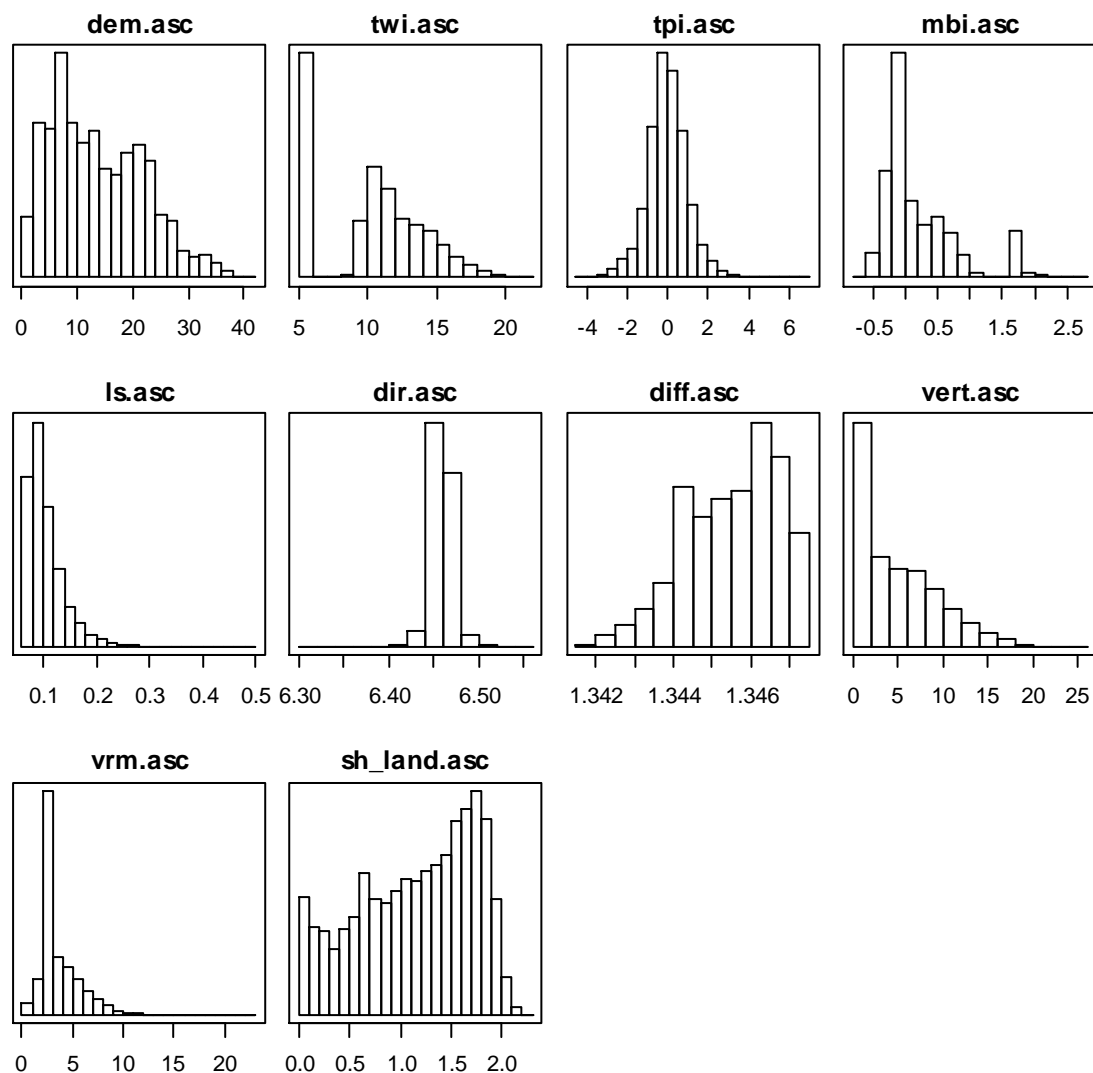 dem.asc twi.asc tpi.asc mbi.asc
0 10 20 30 40 5 10 15 20 -4 -2 0 2 4 6 -0.5 0.5 1.5 2.5
ls.asc dir.asc diff.asc vert.asc
0.1 0.2 0.3 0.4 0.5 6.30 6.40 6.50 1.342 1.344 1.346 0 5 10 15 20 25
vrm.asc sh_land.asc
0 5 10 15 20 0.0 0.5 1.0 1.5 2.0